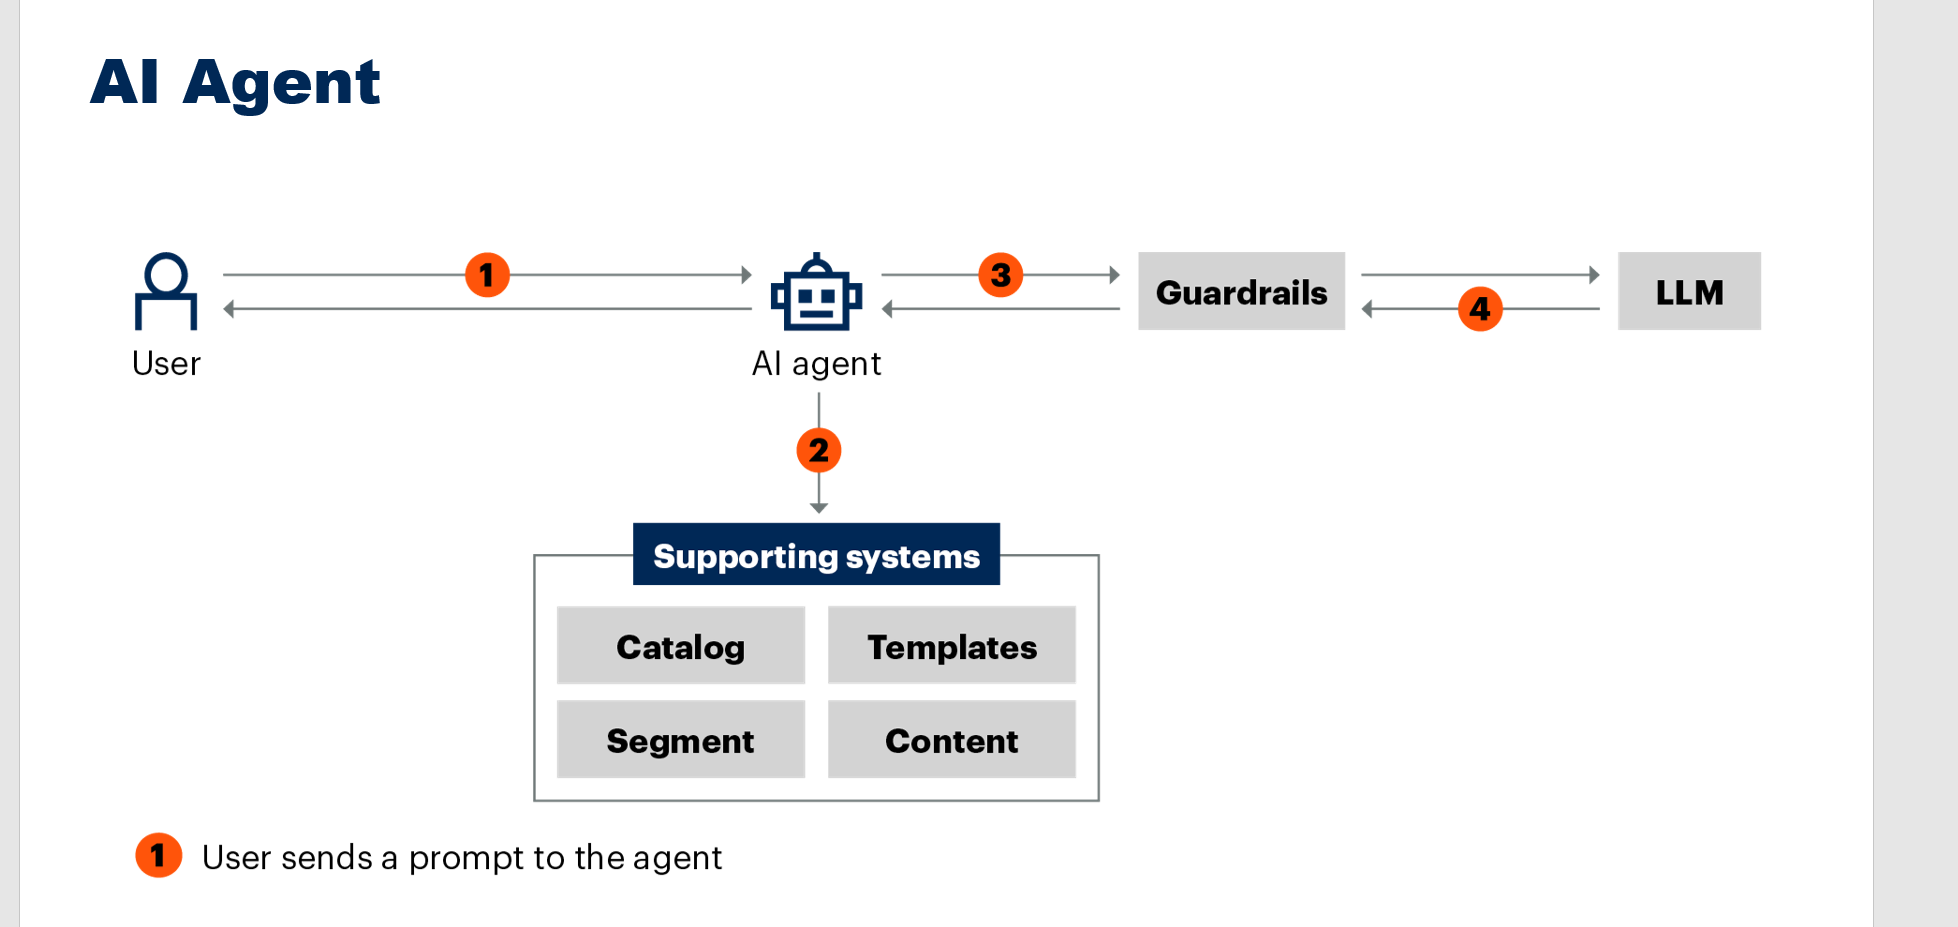 AI Agent
1
3
Guardrails
LLM
4
User
AI agent
2
Supporting systems
Catalog
Templates
Segment
Content
1 User sends a prompt to the agent